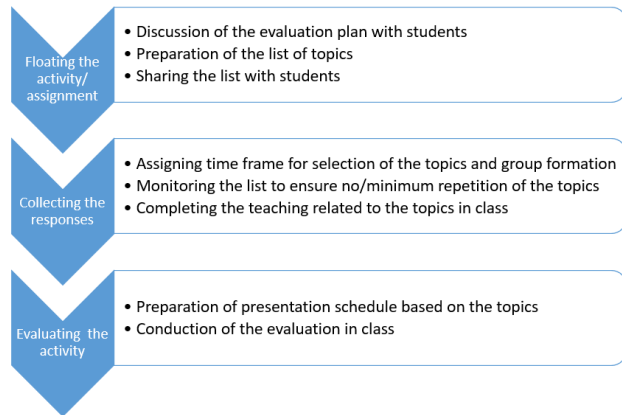 Floating the
activity/
assignment
• Discussion of the evaluation plan with students
• Preparation of the list of topics
• Sharing the list with students
Collecting the
responses
• Assigning time frame for selection of the topics and group formation
• Monitoring the list to ensure no/minimum repetition of the topics
• Completing the teaching related to the topics in class
Evaluating the
activity
• Preparation of presentation schedule based on the topics
• Conduction of the evaluation in class